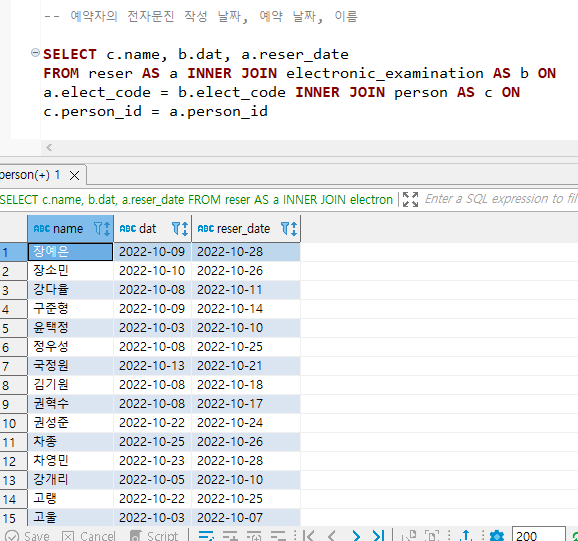 -- 예약자의 전자문진 작성 날짜, 예약 날짜, 이름
SELECT c.name, b.dat, a.reser_date
FROM reser AS a INNER JOIN electronic_examination AS b ON
a.elect_code = b.elect_code INNER JOIN person AS c ON
c.person_id = a.person_id
person(+) 1
SELECT c.name, b.dat, a.reser_date FROM reser AS a INNER JOIN electron
Enter a SQL expression to fil
ABC name ABC dat ABC reser_date
1 장예은 2022-10-09 2022-10-28
2 장소민 2022-10-10 2022-10-26
3 강다율 2022-10-08 2022-10-11
4 구준형 2022-10-09 2022-10-14
5 윤택정 2022-10-03 2022-10-10
6 정우성 2022-10-08 2022-10-25
7 국정원 2022-10-13 2022-10-21
8 김기원 2022-10-08 2022-10-18
9 권혁수 2022-10-08 2022-10-17
10 권성준 2022-10-22 2022-10-24
11 차종 2022-10-25 2022-10-26
12 차영민 2022-10-23 2022-10-28
13 강개리 2022-10-05 2022-10-10
14 고랭 2022-10-22 2022-10-25
15 고울 2022-10-03 2022-10-07
Save Cancel Script 200